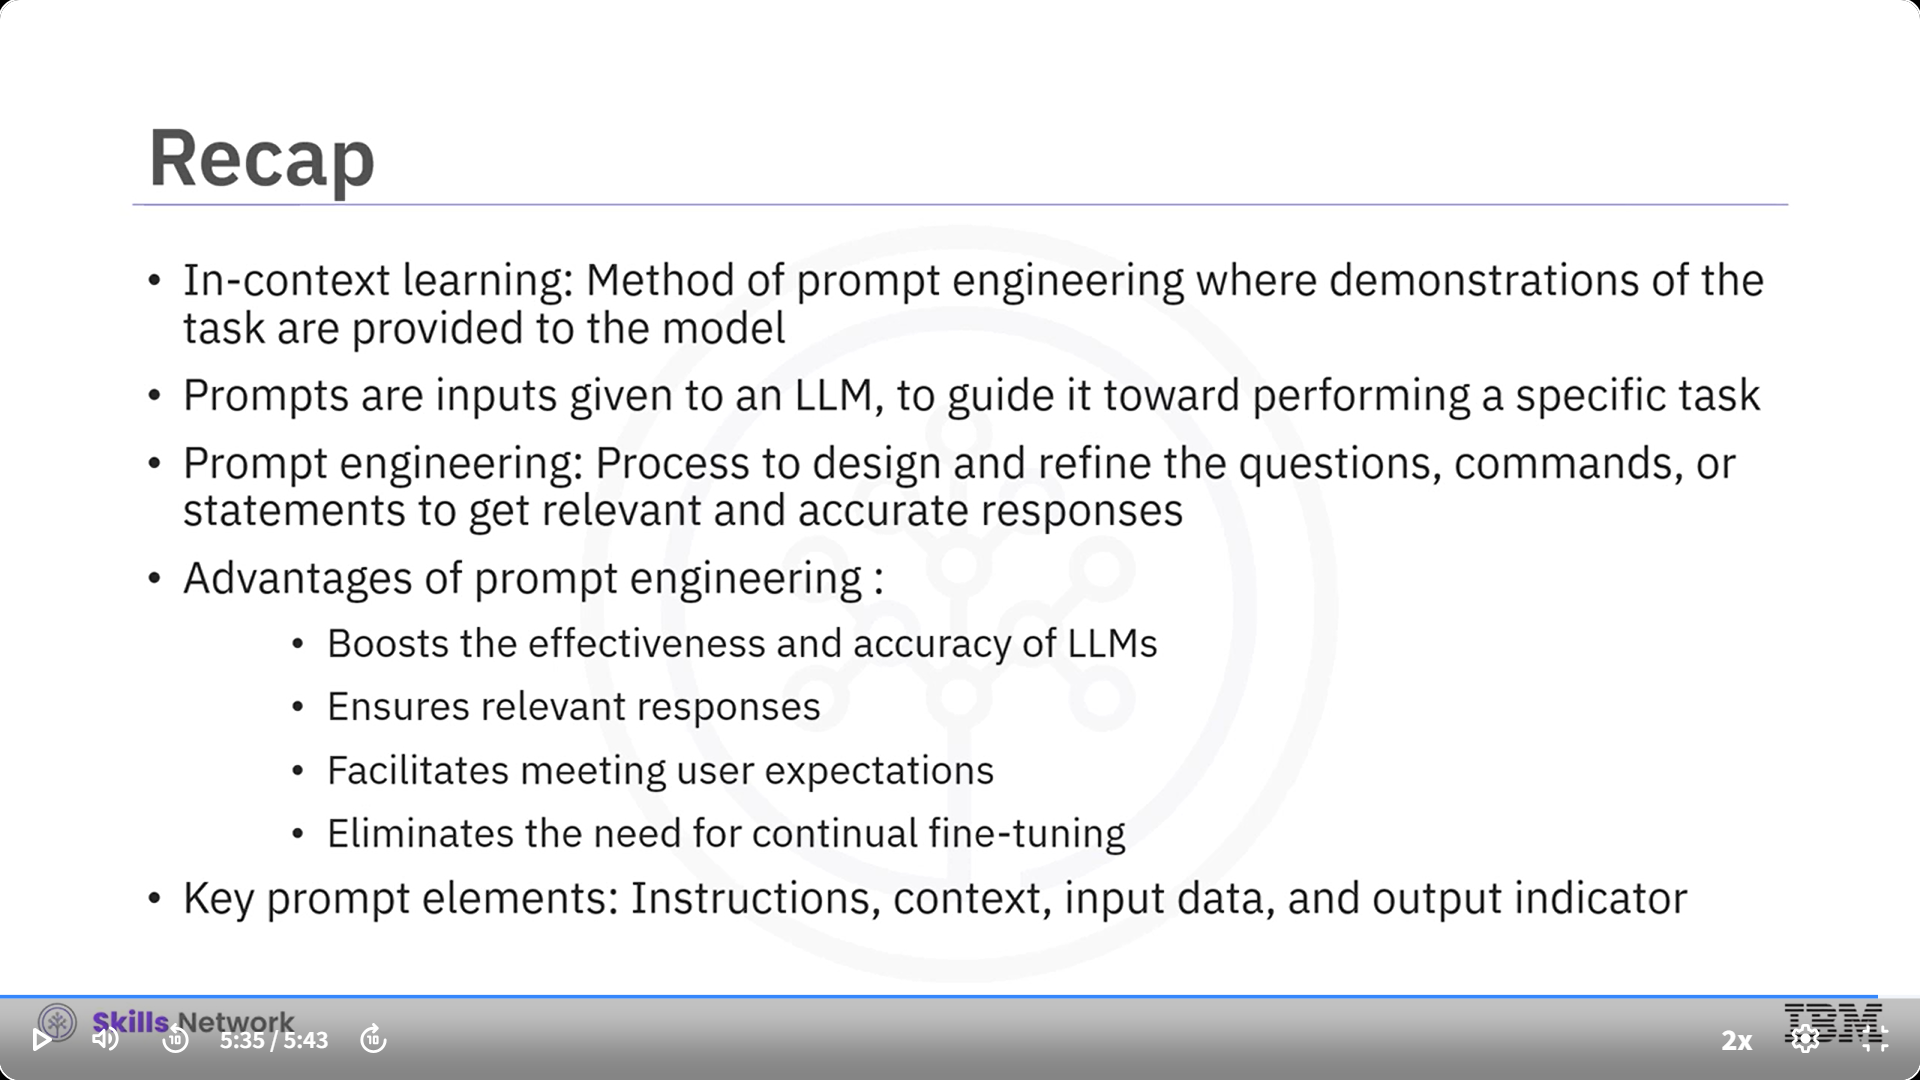 Recap
• In-context learning: Method of prompt engineering where demonstrations of the
task are provided to the model
• Prompts are inputs given to an LLM, to guide it toward performing a specific task
• Prompt engineering: Process to design and refine the questions, commands, or
statements to get relevant and accurate responses
• Advantages of prompt engineering :
• Boosts the effectiveness and accuracy of LLMs
• Ensures relevant responses
• Facilitates meeting user expectations
• Eliminates the need for continual fine-tuning
• Key prompt elements: Instructions, context, input data, and output indicator
Skills Network
IBM
10
5:35 / 5:43
10
2x